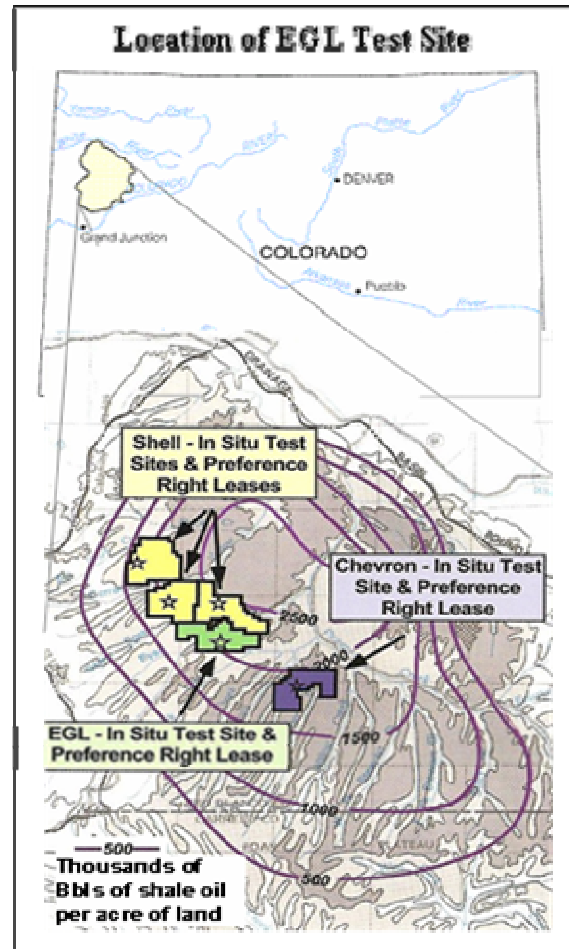 Location of EGL Test Site
DENVER
Grand Junction
COLORADO
Arkansas
Pueblo
River
Shell - In Situ Test
Sites & Preference
Right Leases
Chevron - In Situ Test
Site & Preference
Right Lease
2500
2000
EGL - In Situ Test Site &
Preference Right Lease
1500
1000
500
500
Thousands of
Bbls of shale oil
per acre of land